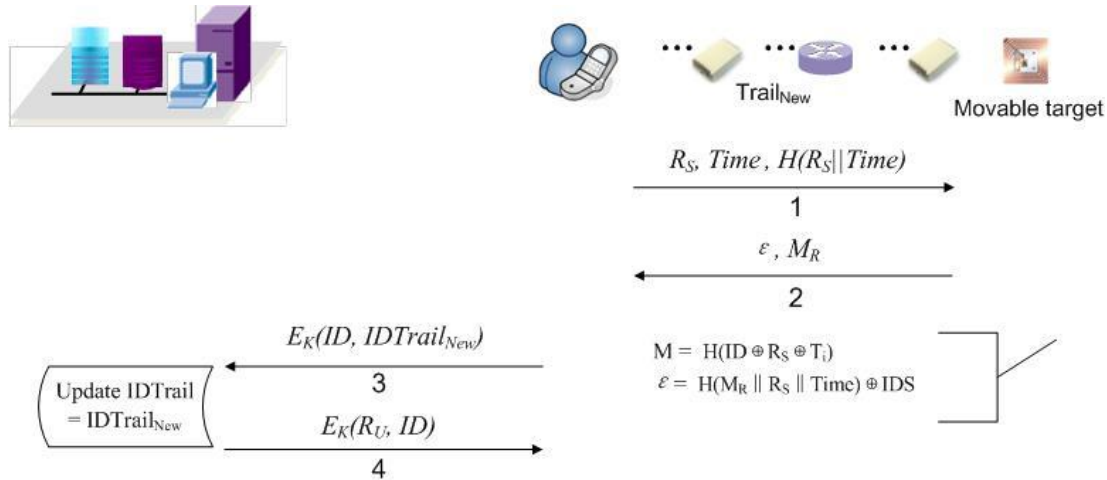 Trail_New
Movable target
R_S, Time , H(R_S||Time)
1
ε , M_R
2
E_K(ID, IDTrail_New)
3
M = H(ID ⊕ R_S ⊕ T_i)
ε = H(M_R || R_S || Time) ⊕ IDS
Update IDTrail
= IDTrail_New
E_K(R_U, ID)
4